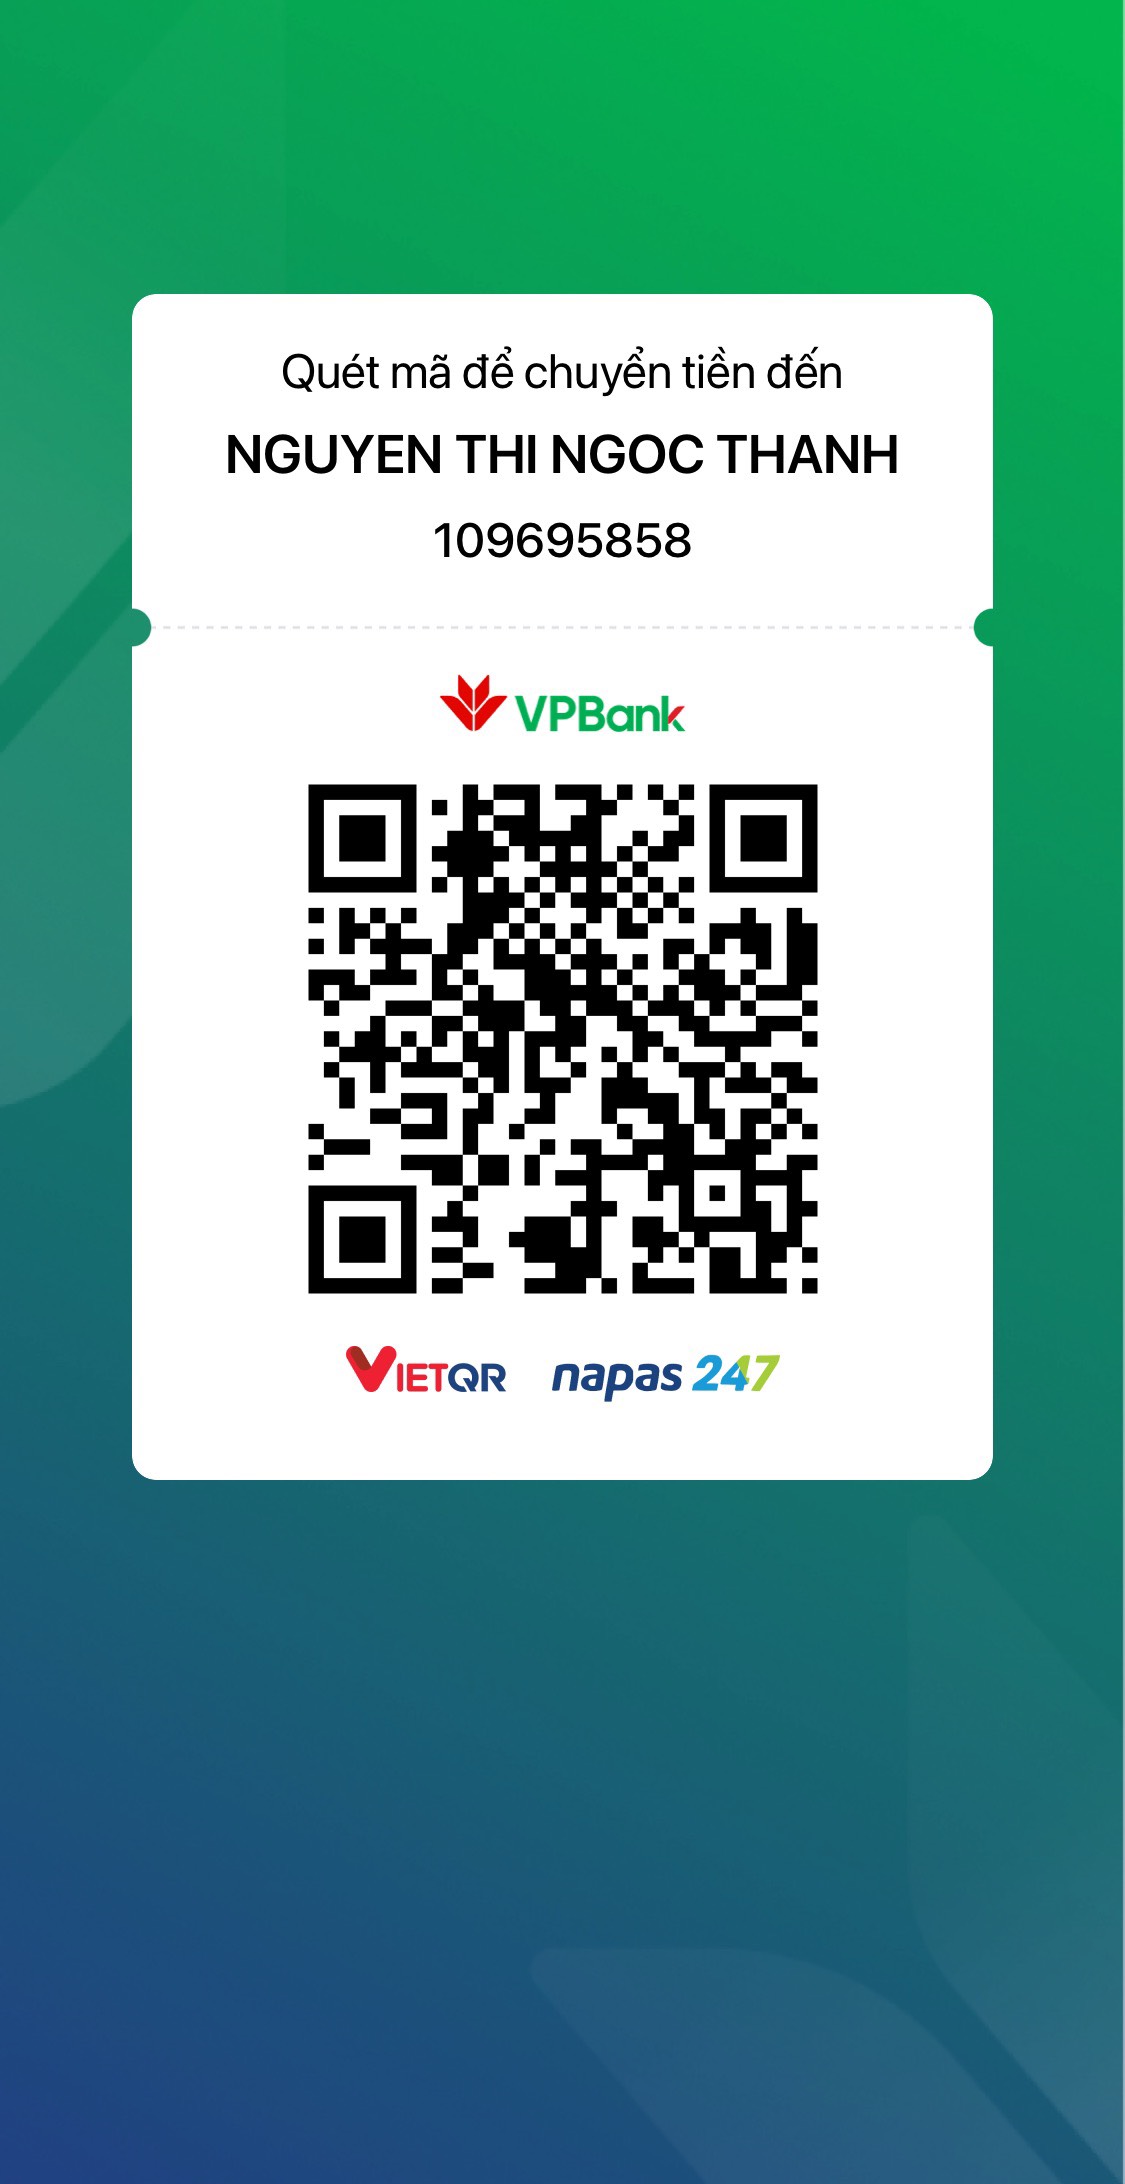 Quét mã để chuyển tiền đến
NGUYEN THI NGOC THANH
109695858
VPBank
VIETQR napas 247